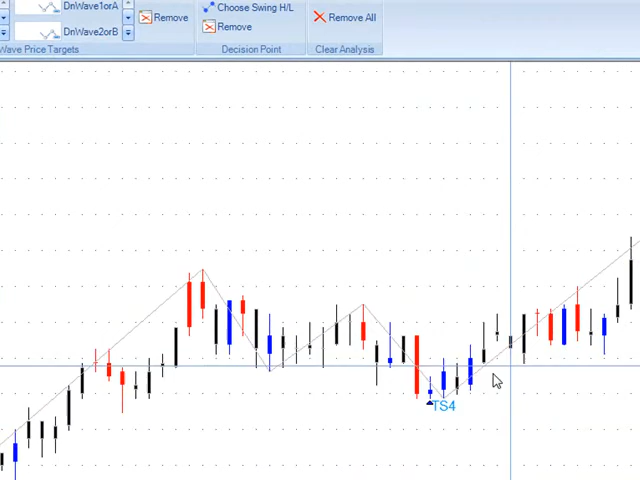 DnWave1orA
Remove
Choose Swing H/L
Remove All
DnWave2orB
Remove
Wave Price Targets
Decision Point
Clear Analysis
TS4